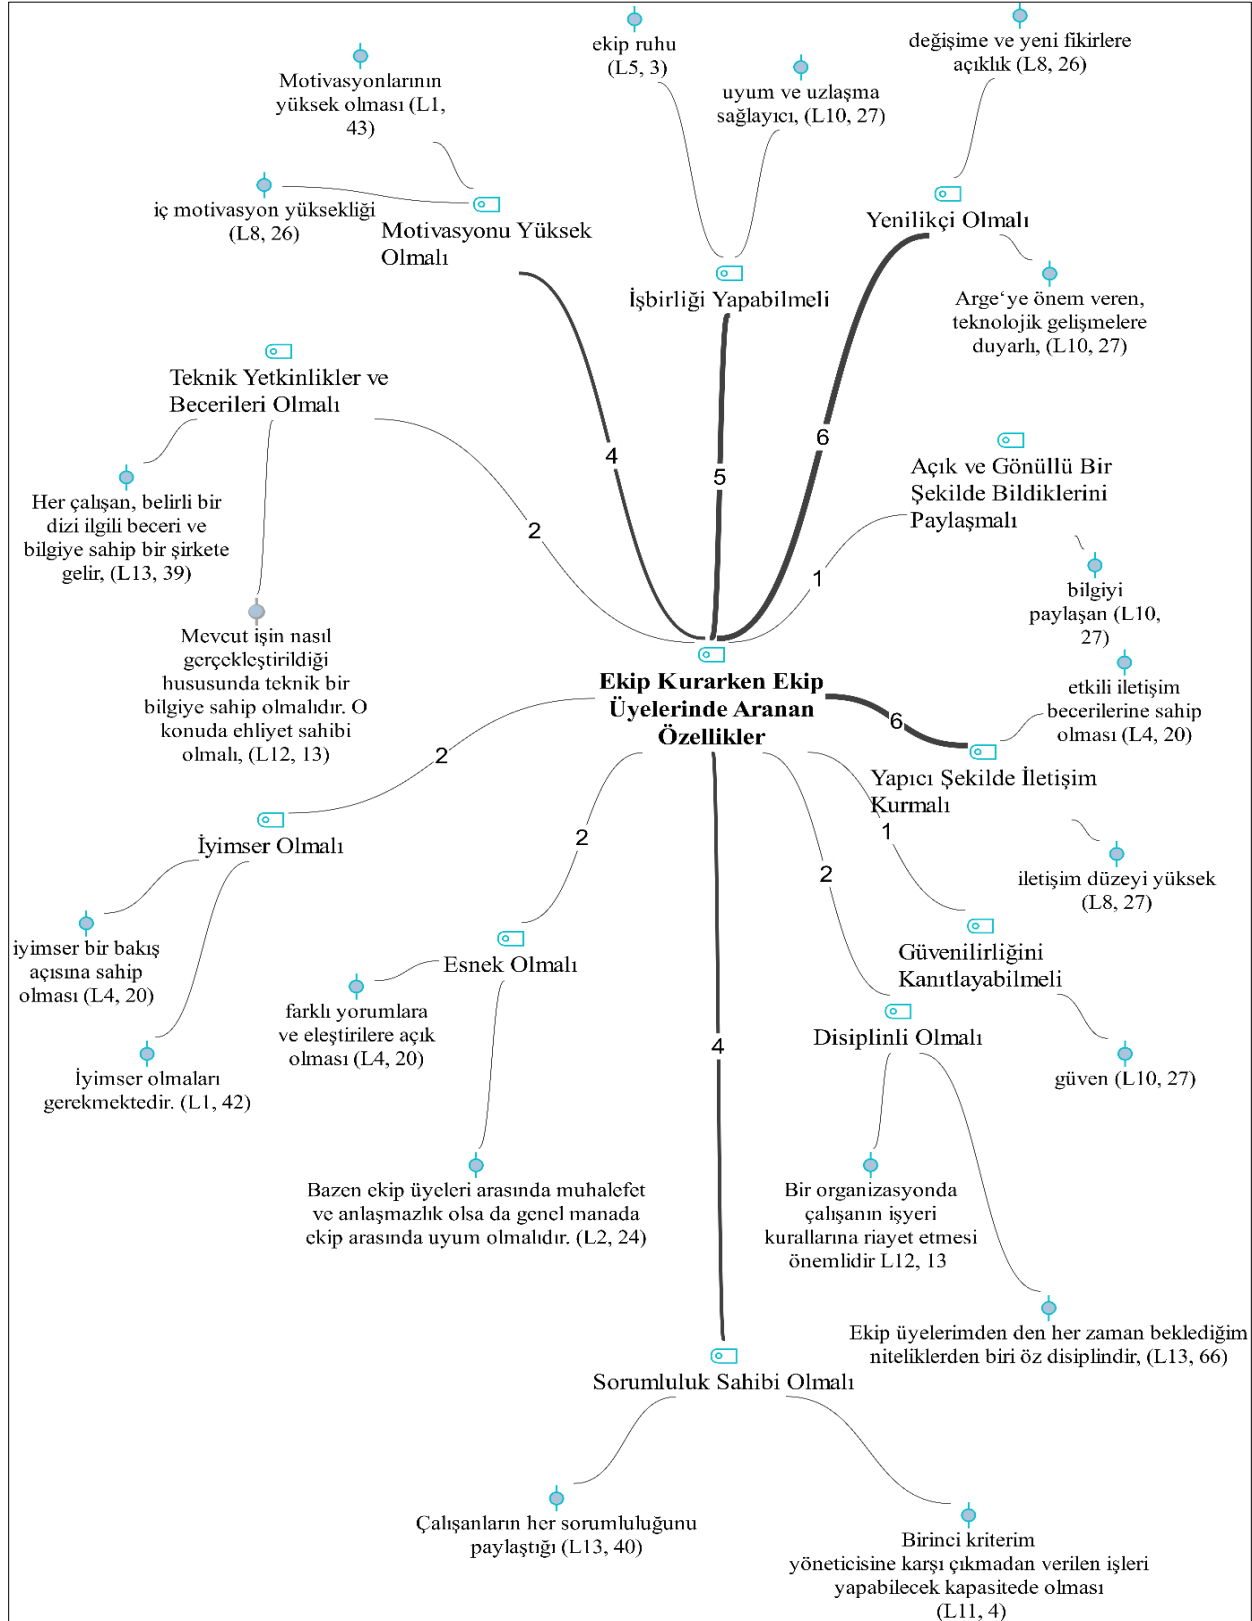 ekip ruhu
(L5, 3)
değişime ve yeni fikirlere
açıklık (L8, 26)
Motivasyonlarının
yüksek olması (L1,
43)
uyum ve uzlaşma
sağlayıcı, (L10, 27)
iç motivasyon yüksekliği
(L8, 26)
Motivasyonu Yüksek
Olmalı
Yenilikçi Olmalı
İşbirliği Yapabilmeli
Arge‘ye önem veren,
teknolojik gelişmelere
duyarlı, (L10, 27)
Teknik Yetkinlikler ve
Becerileri Olmalı
4
5
6
Açık ve Gönüllü Bir
Şekilde Bildiklerini
Paylaşmalı
Her çalışan, belirli bir
dizi ilgili beceri ve
bilgiye sahip bir şirkete
gelir, (L13, 39)
2
1
bilgiyi
paylaşan (L10,
27)
Mevcut işin nasıl
gerçekleştirildiği
hususunda teknik bir
bilgiye sahip olmalıdır. O
konuda ehliyet sahibi
olmalı, (L12, 13)
Ekip Kurarken Ekip
Üyelerinde Aranan
Özellikler
etkili iletişim
becerilerine sahip
olması (L4, 20)
6
2
Yapıcı Şekilde İletişim
Kurmalı
İyimser Olmalı
2
1
2
iletişim düzeyi yüksek
(L8, 27)
iyimser bir bakış
açısına sahip
olması (L4, 20)
Esnek Olmalı
Güvenilirliğini
Kanıtlayabilmeli
farklı yorumlara
ve eleştirilere açık
olması (L4, 20)
4
Disiplinli Olmalı
İyimser olmaları
gerekmektedir. (L1, 42)
güven (L10, 27)
Bazen ekip üyeleri arasında muhalefet
ve anlaşmazlık olsa da genel manada
ekip arasında uyum olmalıdır. (L2, 24)
Bir organizasyonda
çalışanın işyeri
kurallarına riayet etmesi
önemlidir L12, 13
Ekip üyelerimden den her zaman beklediğim
niteliklerden biri öz disiplindir, (L13, 66)
Sorumluluk Sahibi Olmalı
Çalışanların her sorumluluğunu
paylaştığı (L13, 40)
Birinci kriterim
yöneticisine karşı çıkmadan verilen işleri
yapabilecek kapasitede olması
(L11, 4)